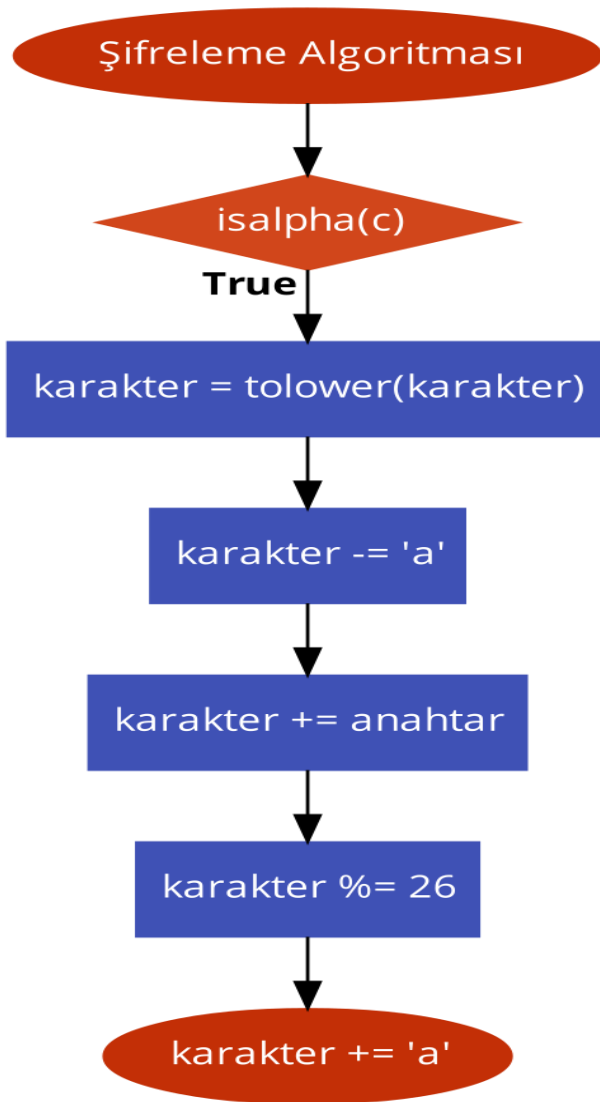 Şifreleme Algoritması
isalpha(c)
True
karakter = tolower(karakter)
karakter -= 'a'
karakter += anahtar
karakter %= 26
karakter += 'a'